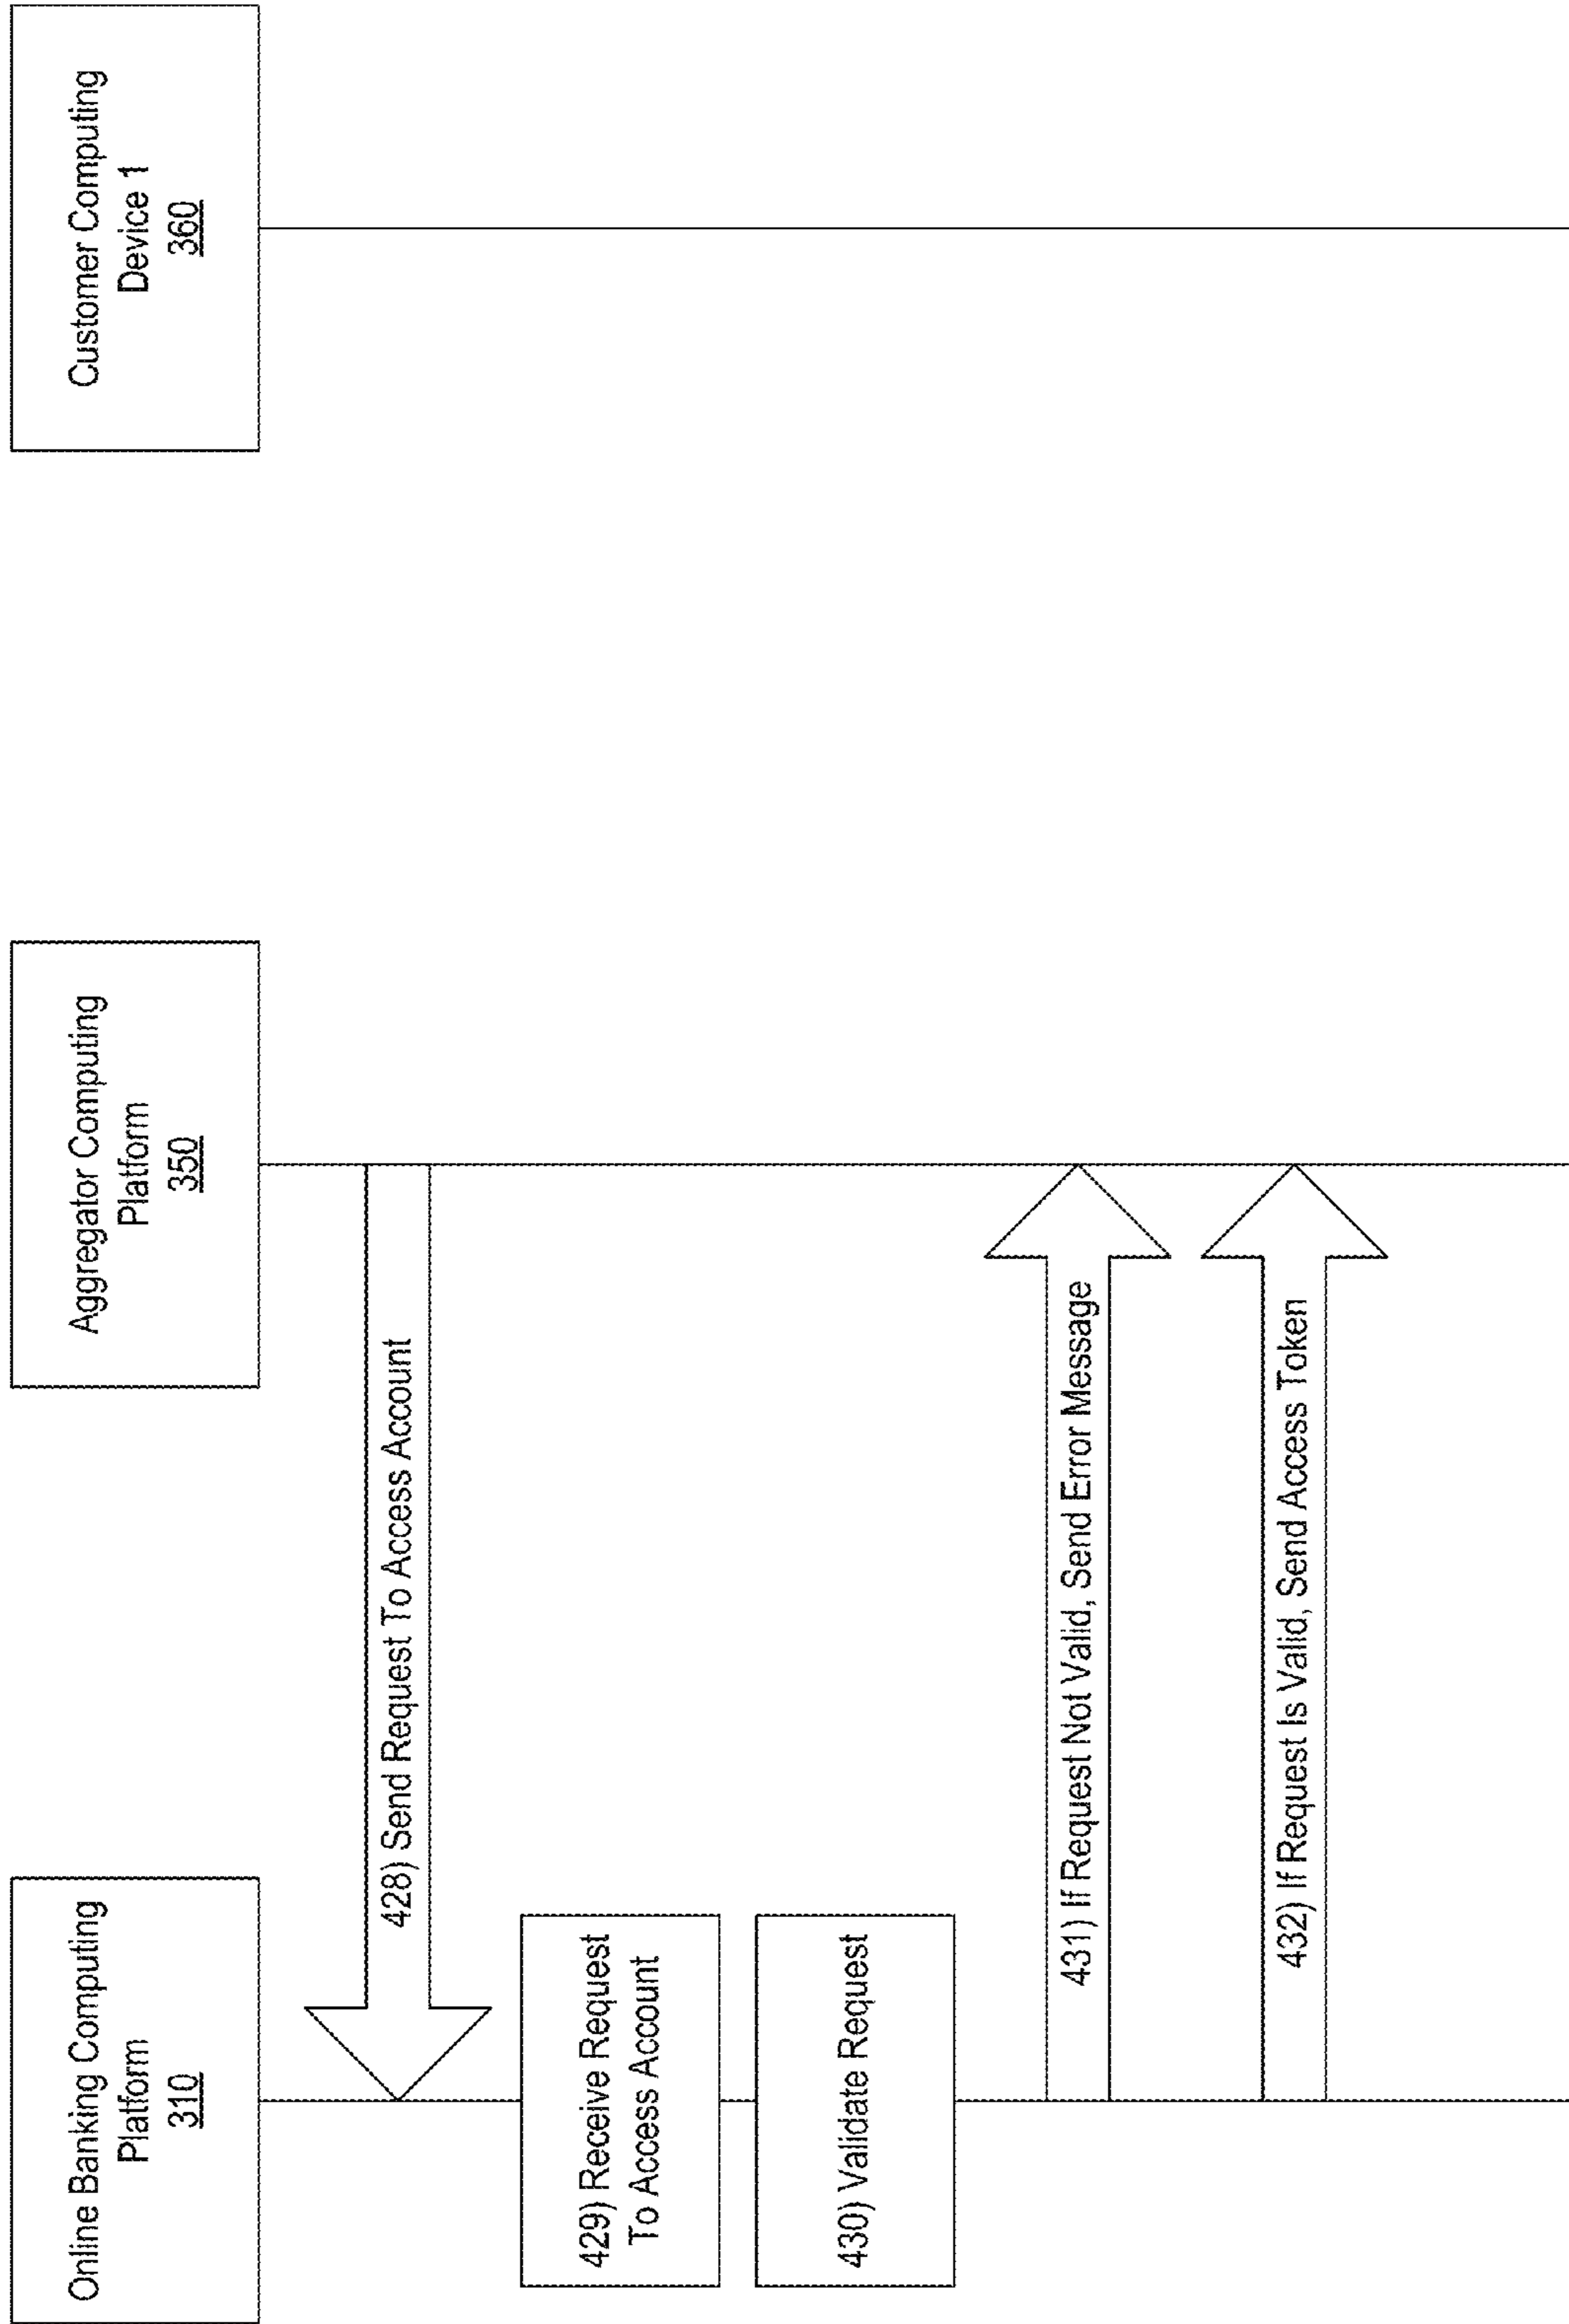 Online Banking Computing
Platform
310
Aggregator Computing
Platform
350
Customer Computing
Device 1
360
428) Send Request To Access Account
429) Receive Request
To Access Account
430) Validate Request
431) If Request Not Valid, Send Error Message
432) If Request Is Valid, Send Access Token